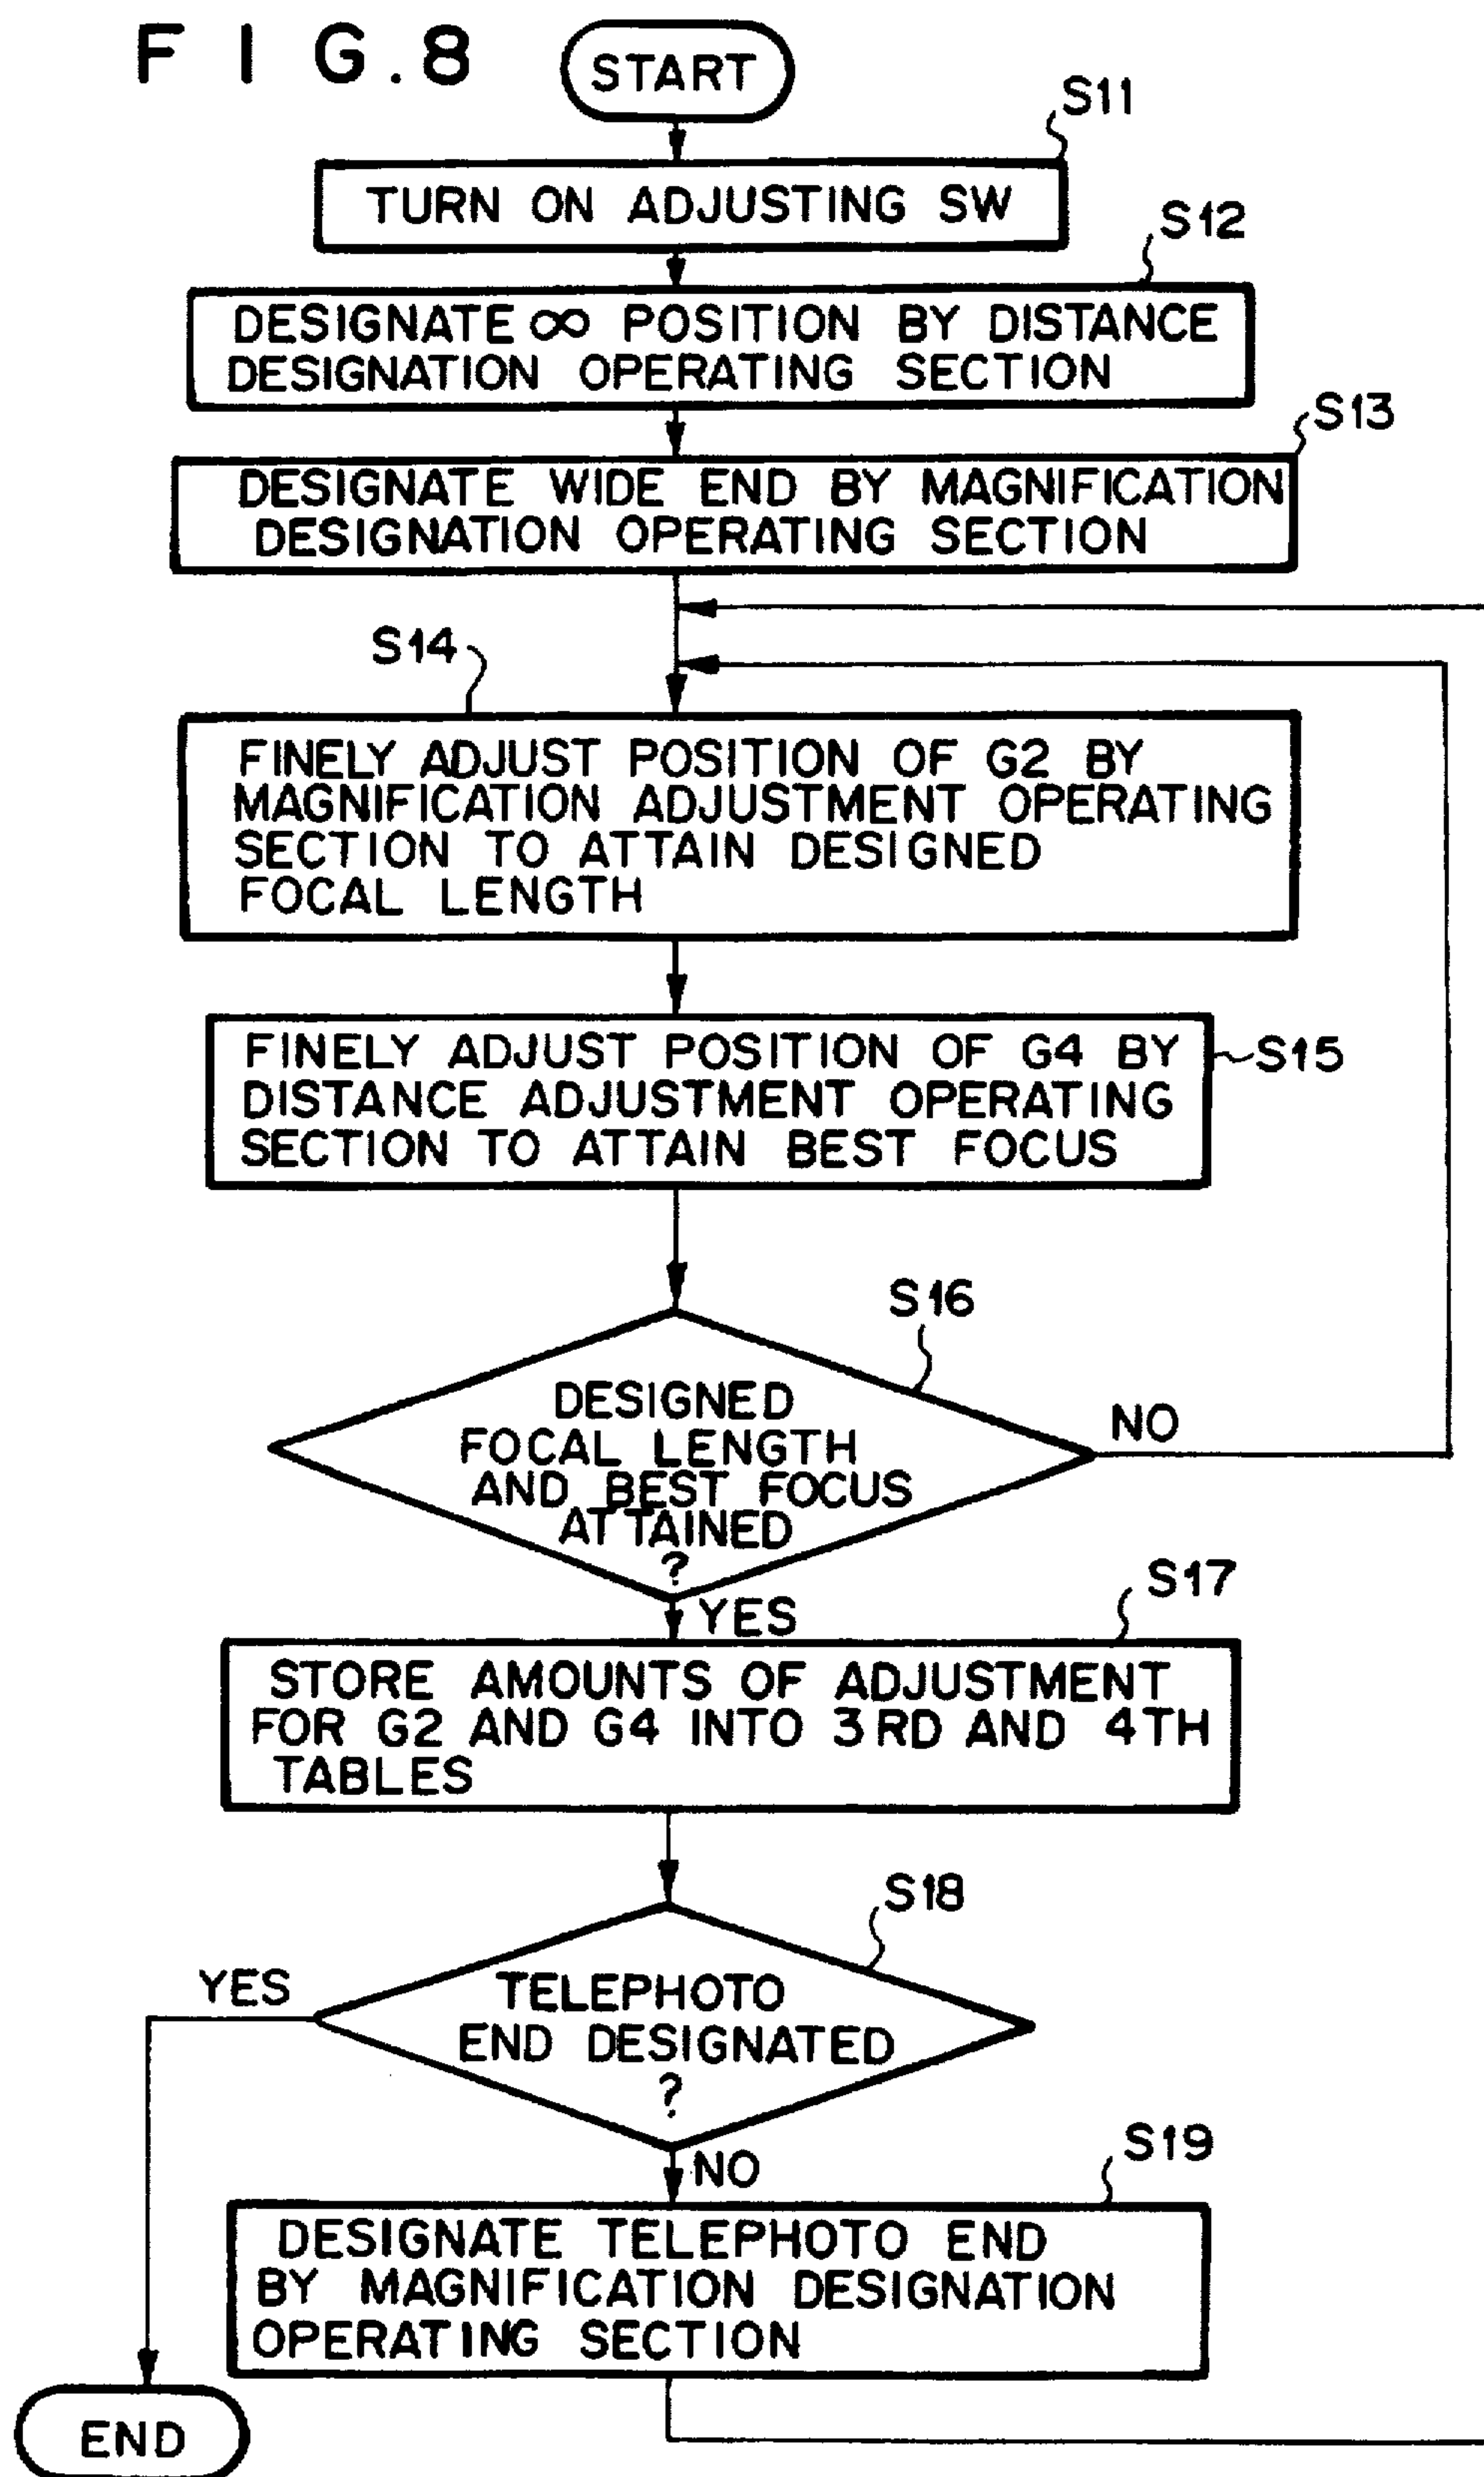 FIG.8
START
S11
TURN ON ADJUSTING SW
S12
DESIGNATE ∞ POSITION BY DISTANCE
DESIGNATION OPERATING SECTION
S13
DESIGNATE WIDE END BY MAGNIFICATION
DESIGNATION OPERATING SECTION
S14
FINELY ADJUST POSITION OF G2 BY
MAGNIFICATION ADJUSTMENT OPERATING
SECTION TO ATTAIN DESIGNED
FOCAL LENGTH
FINELY ADJUST POSITION OF G4 BY
S15
DISTANCE ADJUSTMENT OPERATING
SECTION TO ATTAIN BEST FOCUS
S16
DESIGNED
FOCAL LENGTH
AND BEST FOCUS
ATTAINED
?
NO
YES
S17
STORE AMOUNTS OF ADJUSTMENT
FOR G2 AND G4 INTO 3RD AND 4TH
TABLES
S18
YES
TELEPHOTO
END DESIGNATED
?
NO
S19
DESIGNATE TELEPHOTO END
BY MAGNIFICATION DESIGNATION
OPERATING SECTION
END